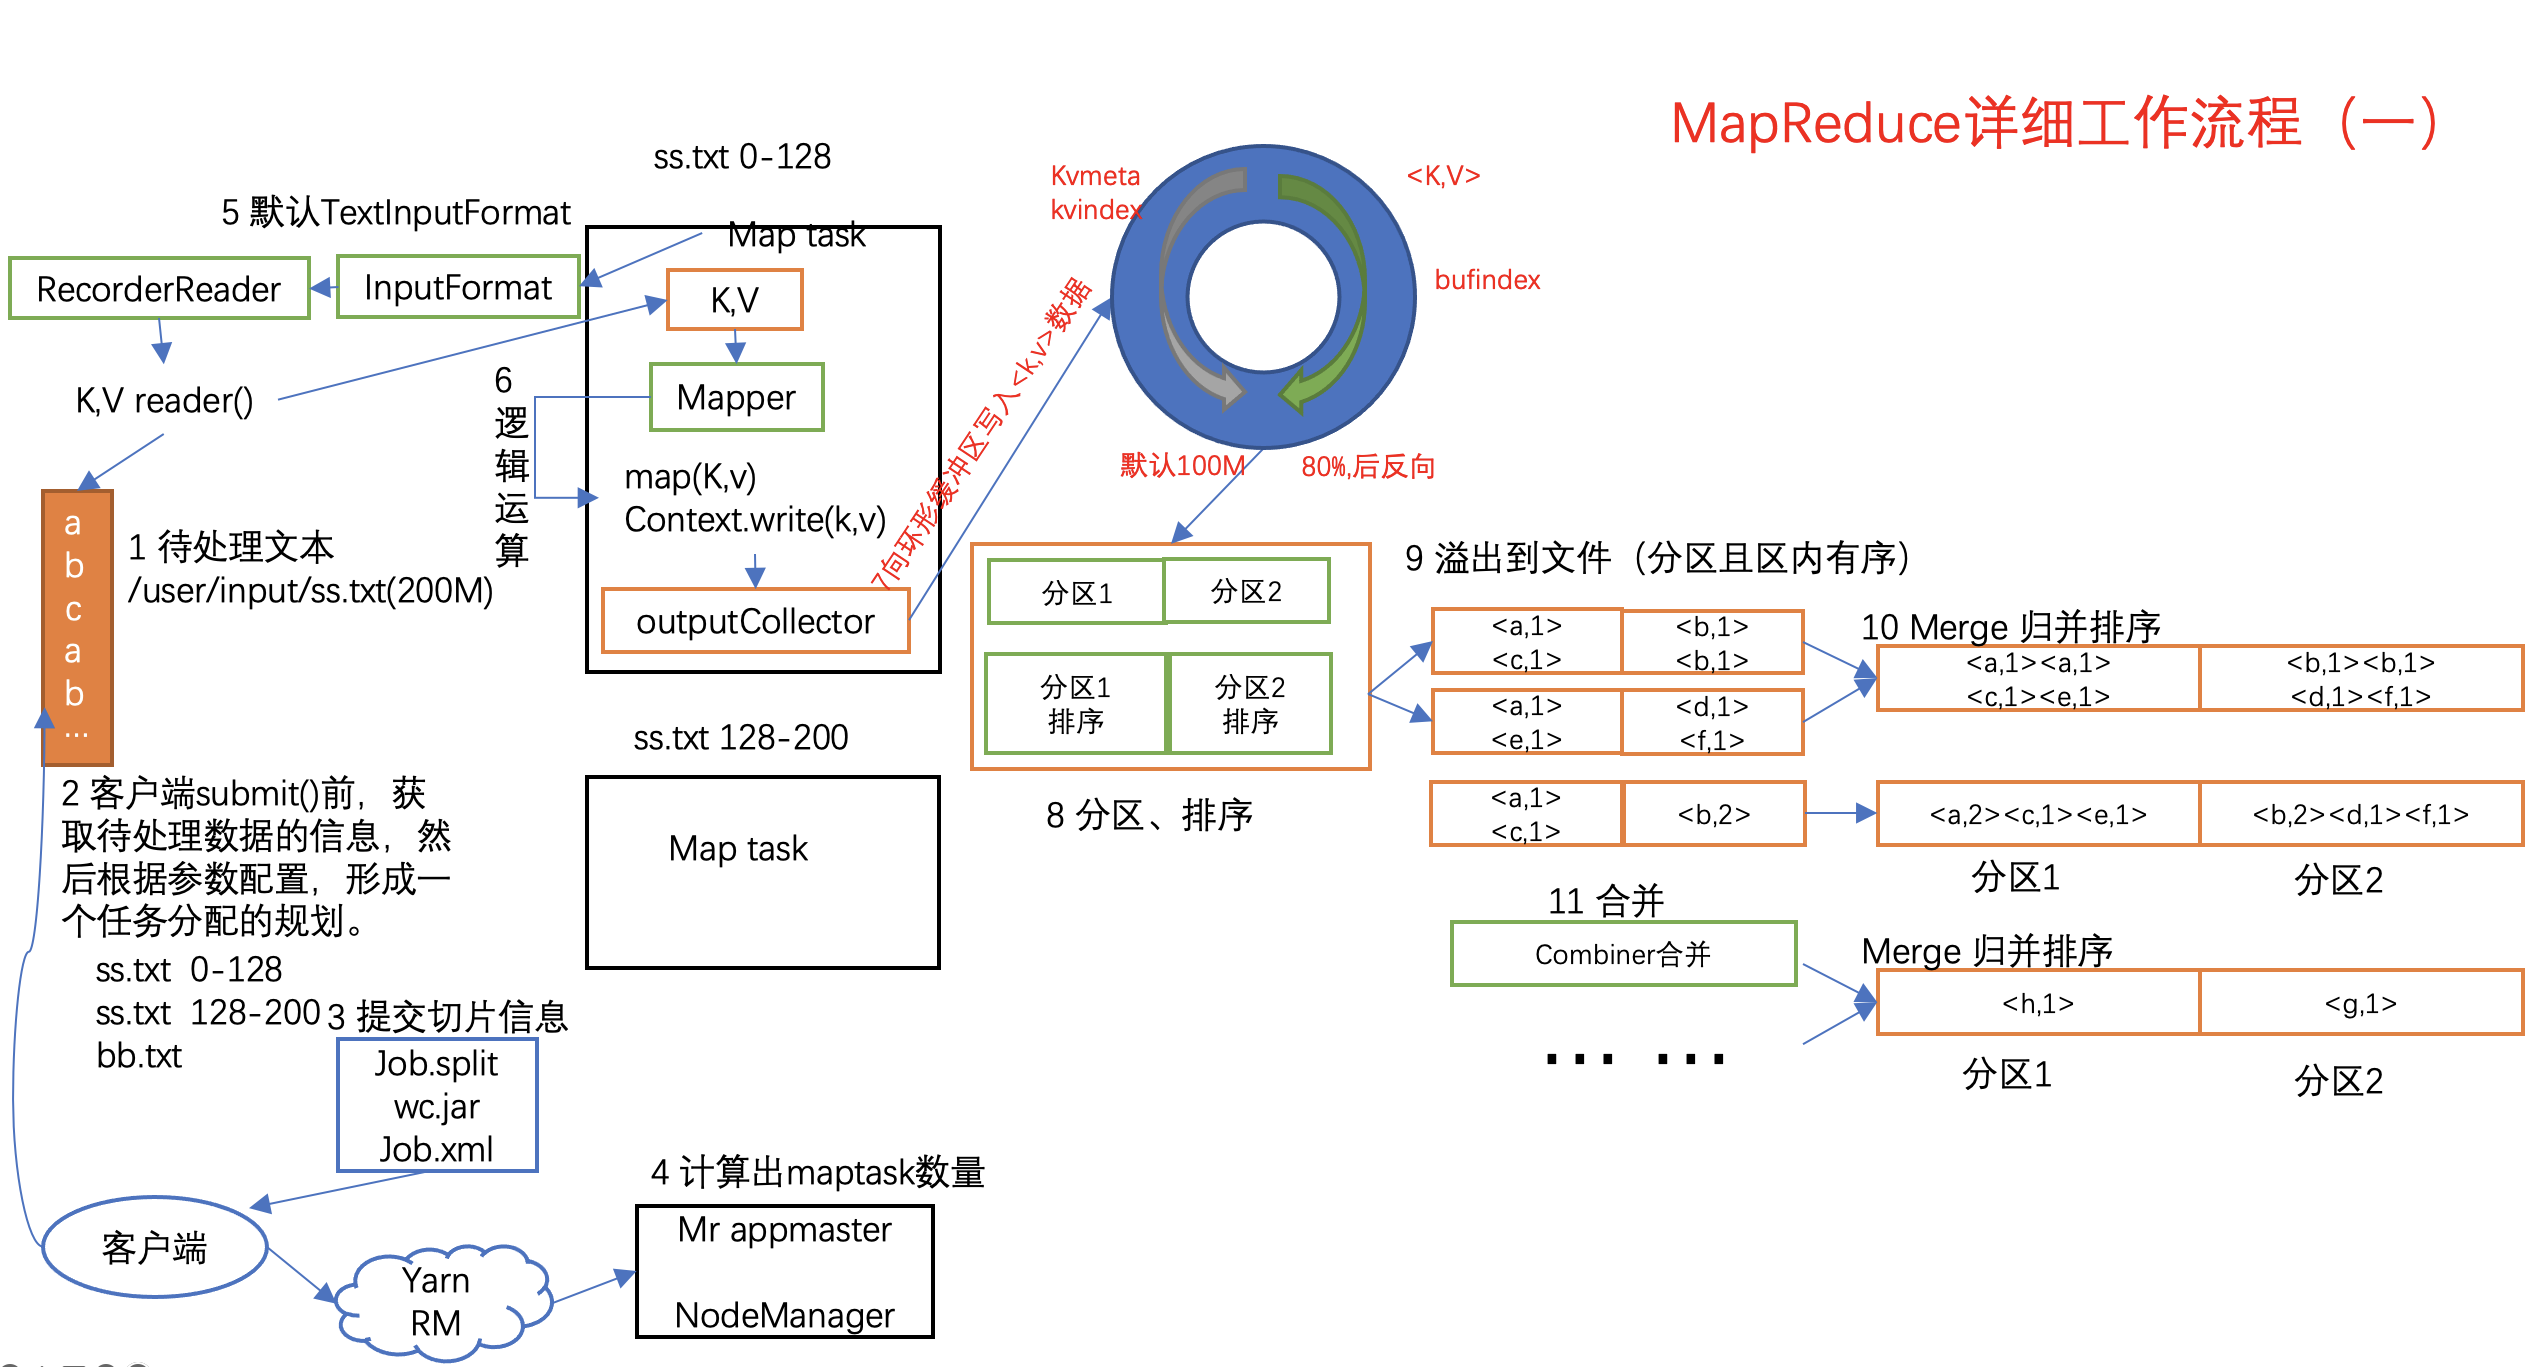 MapReduce详细工作流程（一）
ss.txt 0-128
5 默认TextInputFormat
Map task
RecorderReader
InputFormat
K,V
K,V reader()
Mapper
6
逻
辑
运
算
map(K,v)
Context.write(k,v)
outputCollector
7向环形缓冲区写入<k,v>数据
Kvmeta
kvindex
<K,V>
bufindex
默认100M
80%,后反向
a
b
c
a
b
...
1 待处理文本
/user/input/ss.txt(200M)
2 客户端submit()前，获
取待处理数据的信息，然
后根据参数配置，形成一
个任务分配的规划。
ss.txt 0-128
ss.txt 128-200
bb.txt
3 提交切片信息
Job.split
wc.jar
Job.xml
客户端
Yarn
RM
4 计算出maptask数量
Mr appmaster
NodeManager
ss.txt 128-200
Map task
分区1
分区2
分区1
排序
分区2
排序
8 分区、排序
9 溢出到文件（分区且区内有序）
<a,1>
<c,1>
<b,1>
<b,1>
<a,1>
<e,1>
<d,1>
<f,1>
10 Merge 归并排序
<a,1><a,1>
<c,1><e,1>
<b,1><b,1>
<d,1><f,1>
<a,1>
<c,1>
<b,2>
<a,2><c,1><e,1>
<b,2><d,1><f,1>
分区1
分区2
11 合并
Combiner合并
Merge 归并排序
<h,1>
<g,1>
... ...
分区1
分区2